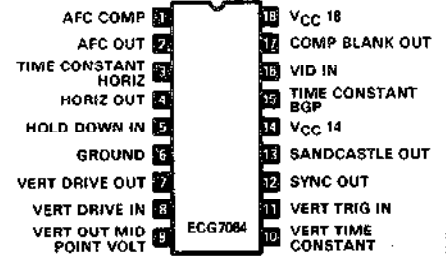 AFC COMP 1
AFC OUT 2
TIME CONSTANT
HORIZ 3
HORIZ OUT 4
HOLD DOWN IN 5
GROUND 6
VERT DRIVE OUT 7
VERT DRIVE IN 8
VERT OUT MID
POINT VOLT 9
ECG7064
18 VCC 18
17 COMP BLANK OUT
16 VID IN
15 TIME CONSTANT
BGP
14 VCC 14
13 SANDCASTLE OUT
12 SYNC OUT
11 VERT TRIG IN
10 VERT TIME
CONSTANT